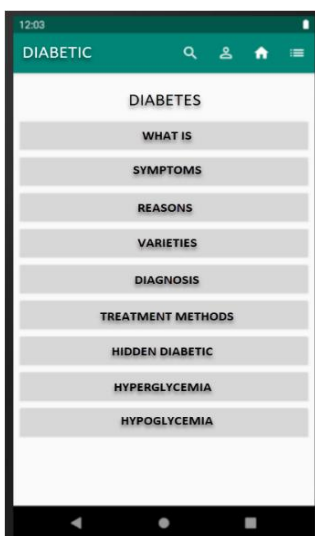 12:03
DIABETIC
DIABETES
WHAT IS
SYMPTOMS
REASONS
VARIETIES
DIAGNOSIS
TREATMENT METHODS
HIDDEN DIABETIC
HYPERGLYCEMIA
HYPOGLYCEMIA